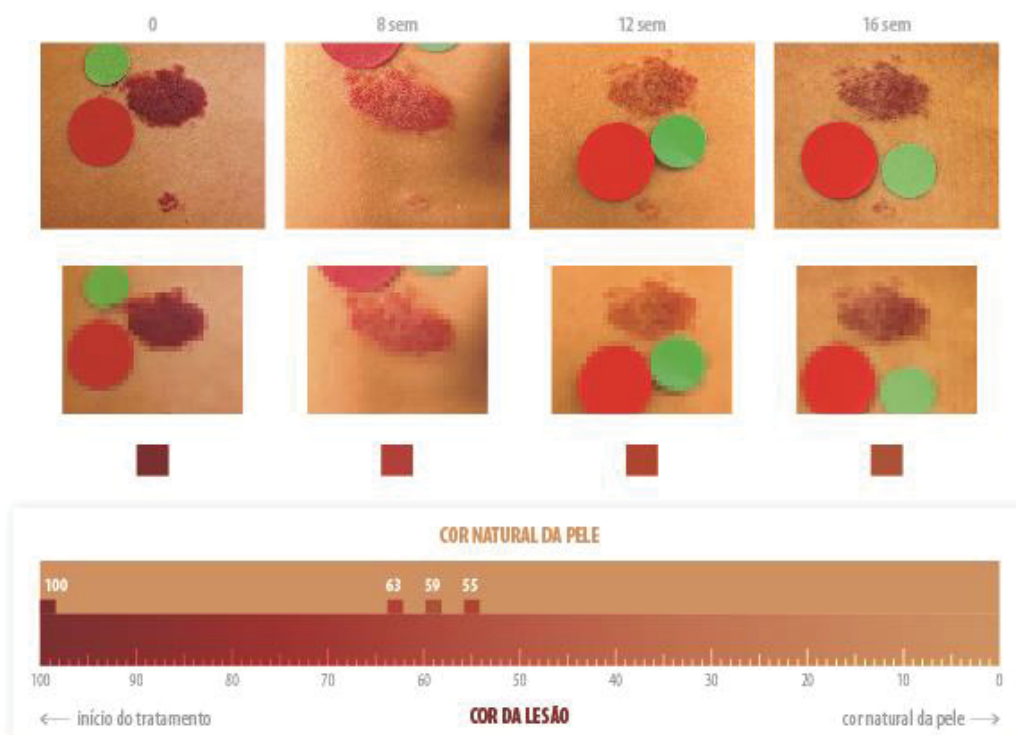 0 8 sem 12 sem 16 sem
COR NATURAL DA PELE
100 63 59 55
100 90 80 70 60 50 40 30 20 10 0
← início do tratamento COR DA LESÃO cor natural da pele →